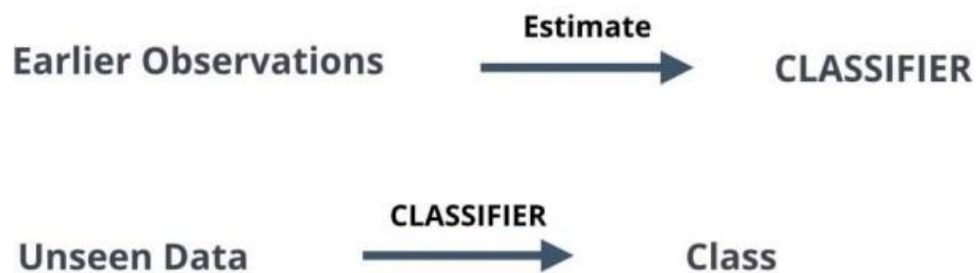 Estimate
Earlier Observations CLASSIFIER
CLASSIFIER
Unseen Data Class